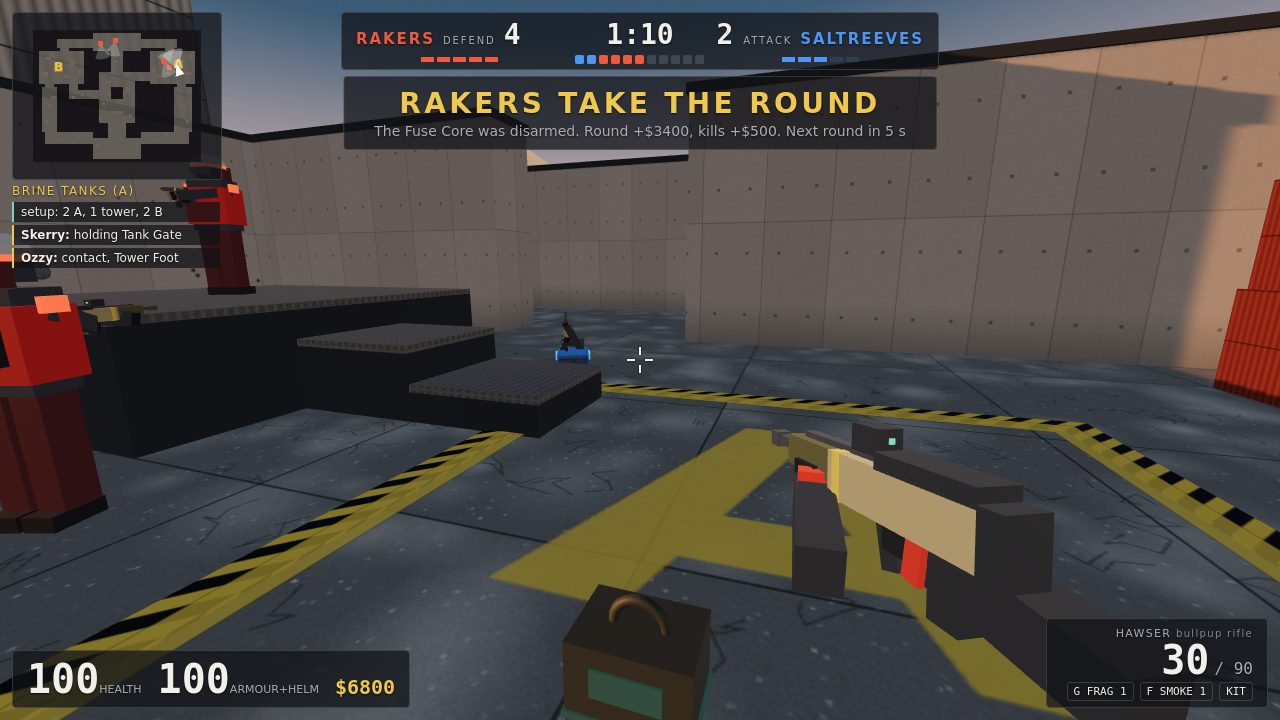 RAKERS DEFEND 4 1:10 2 ATTACK SALTREEVES
RAKERS TAKE THE ROUND
The Fuse Core was disarmed. Round +$3400, kills +$500. Next round in 5 s
B
A
BRINE TANKS (A)
setup: 2 A, 1 tower, 2 B
Skerry: holding Tank Gate
Ozzy: contact, Tower Foot
A
100 HEALTH 100 ARMOUR+HELM $6800
HAWSER bullpup rifle
30 / 90
G FRAG 1 F SMOKE 1 KIT